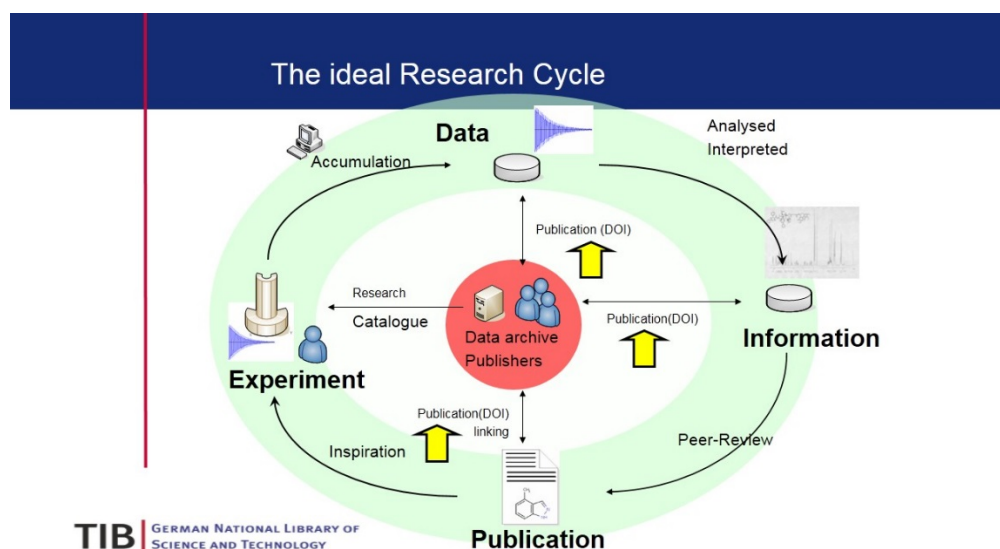 The ideal Research Cycle
Data
Analysed
Interpreted
Accumulation
Publication (DOI)
Research
Catalogue
Data archive
Publishers
Publication(DOI)
Information
Experiment
Publication(DOI)
linking
Inspiration
Peer-Review
Publication
TIB
GERMAN NATIONAL LIBRARY OF
SCIENCE AND TECHNOLOGY